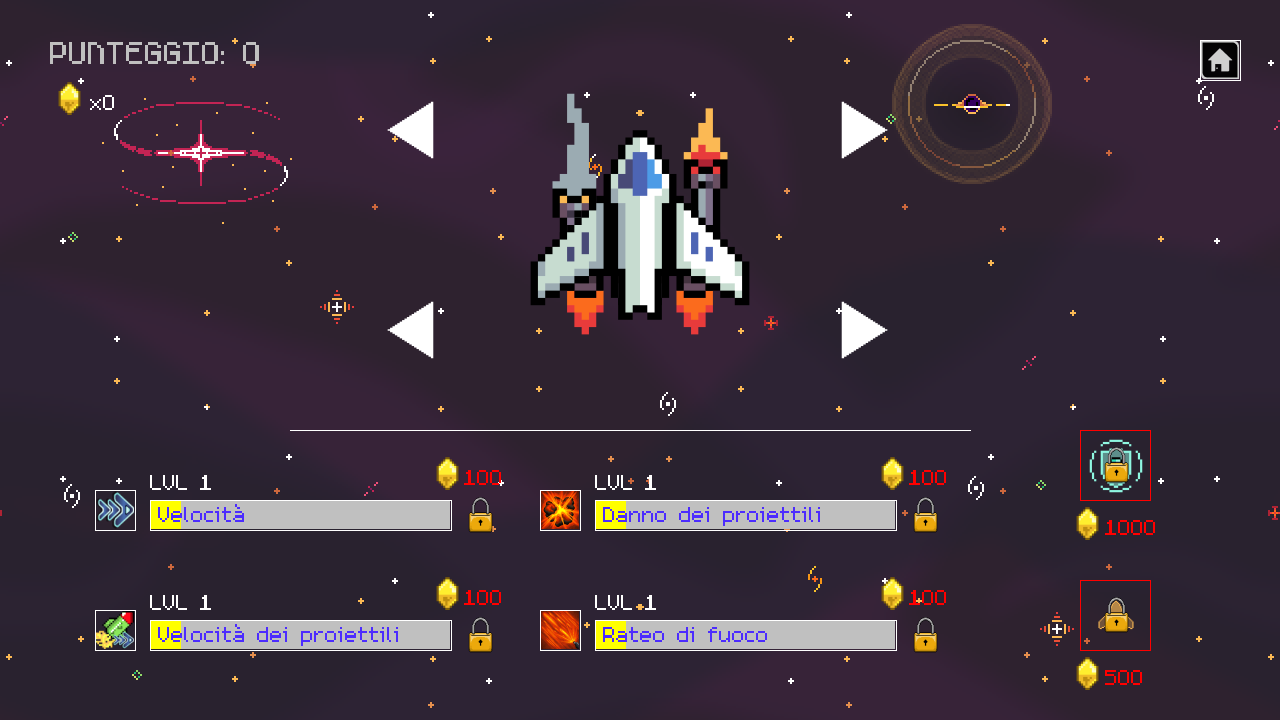 PUNTEGGIO: 0
x0
LVL 1
100
Velocità
LVL 1
100
Danno dei proiettili
1000
LVL 1
100
Velocità dei proiettili
LVL 1
100
Rateo di fuoco
500